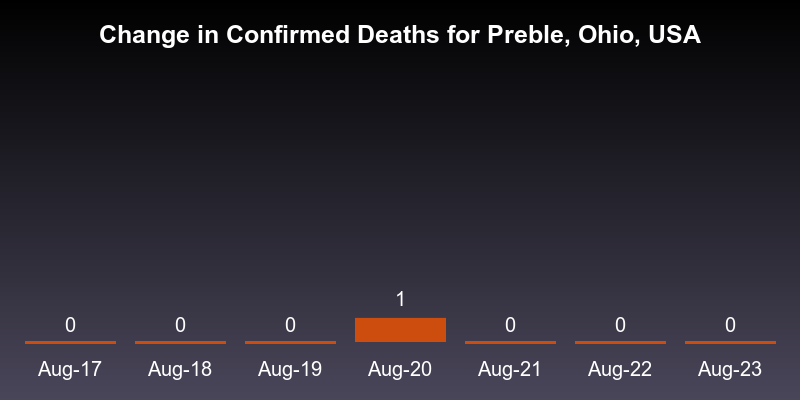 Change in Confirmed Deaths for Preble, Ohio, USA
1
0 0 0 0 0 0
Aug-17 Aug-18 Aug-19 Aug-20 Aug-21 Aug-22 Aug-23